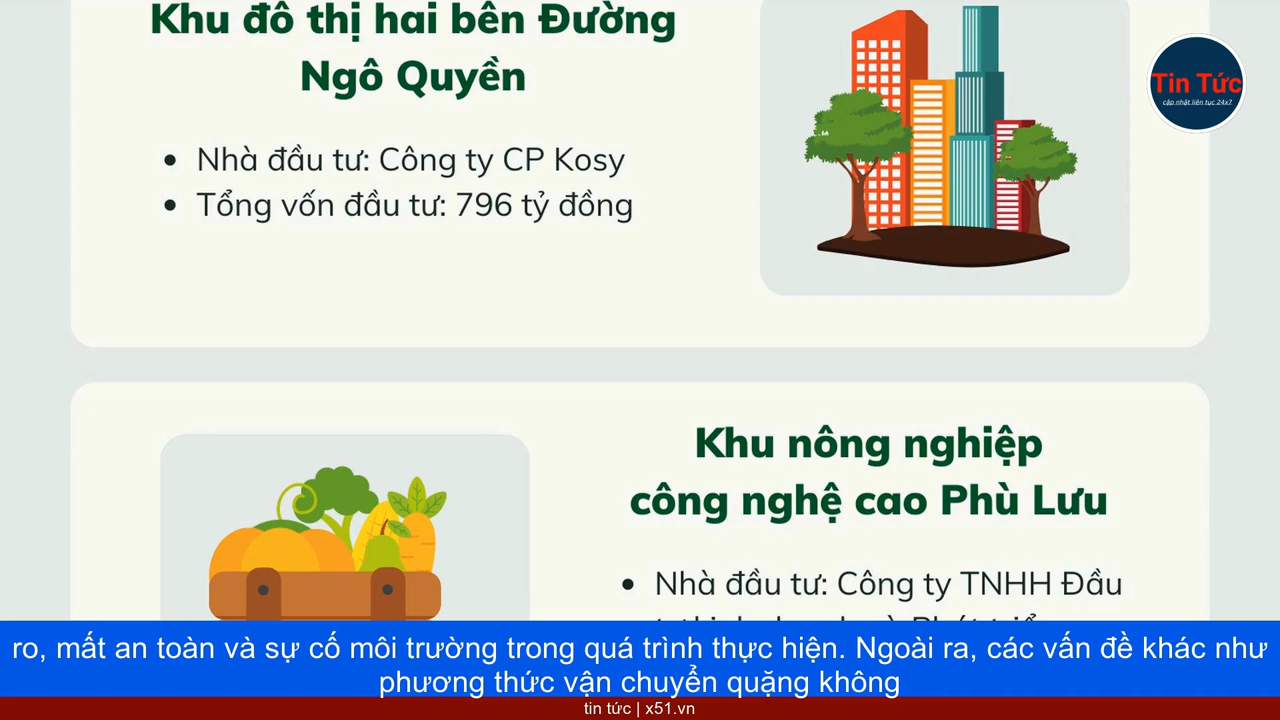 Khu đô thị hai bên Đường
Ngô Quyền
• Nhà đầu tư: Công ty CP Kosy
• Tổng vốn đầu tư: 796 tỷ đồng
Tin Tức
cập nhật liên tục 24x7
Khu nông nghiệp
công nghệ cao Phù Lưu
• Nhà đầu tư: Công ty TNHH Đầu
ro, mất an toàn và sự cố môi trường trong quá trình thực hiện. Ngoài ra, các vấn đề khác như
phương thức vận chuyển quặng không
tin tức | x51.vn